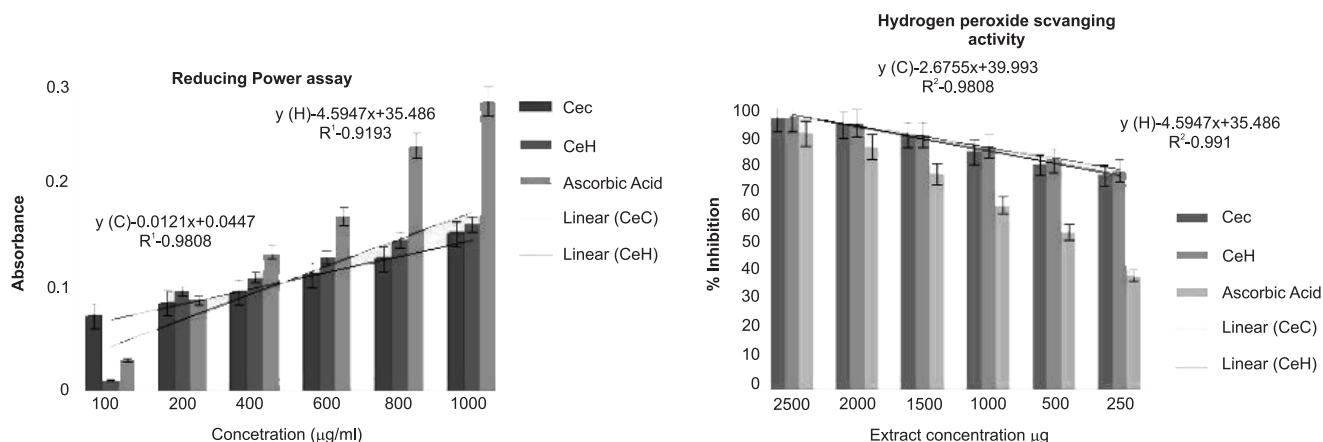 Reducing Power assay
y (H)-4.5947x+35.486
R¹-0.9193
y (C)-0.0121x+0.0447
R¹-0.9808
Absorbance
0.3
0.2
0.1
0
100 200 400 600 800 1000
Concetration (µg/ml)
Cec
CeH
Ascorbic Acid
Linear (CeC)
Linear (CeH)
Hydrogen peroxide scvanging
activity
y (C)-2.6755x+39.993
R²-0.9808
y (H)-4.5947x+35.486
R²-0.991
% Inhibition
100
90
80
70
60
50
40
30
20
10
0
2500 2000 1500 1000 500 250
Extract concentration µg
Cec
CeH
Ascorbic Acid
Linear (CeC)
Linear (CeH)